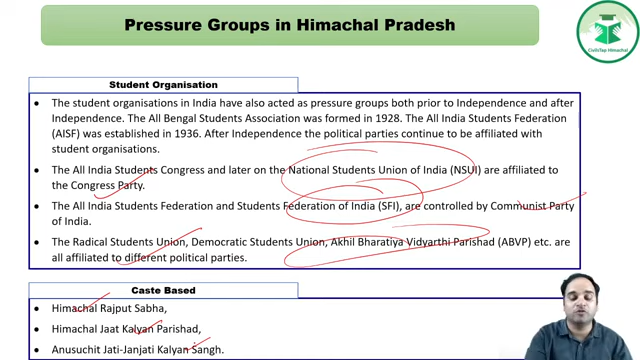 Pressure Groups in Himachal Pradesh
CivilsTap Himachal
Student Organisation
• The student organisations in India have also acted as pressure groups both prior to Independence and after
Independence. The All Bengal Students Association was formed in 1928. The All India Students Federation
(AISF) was established in 1936. After Independence the political parties continue to be affiliated with
student organisations.
• The All India Students Congress and later on the National Students Union of India (NSUI) are affiliated to
the Congress Party.
• The All India Students Federation and Students Federation of India (SFI), are controlled by Communist Party
of India.
• The Radical Students Union, Democratic Students Union, Akhil Bharatiya Vidyarthi Parishad (ABVP) etc. are
all affiliated to different political parties.
Caste Based
• Himachal Rajput Sabha,
• Himachal Jaat Kalyan Parishad,
• Anusuchit Jati-Janjati Kalyan Sangh.